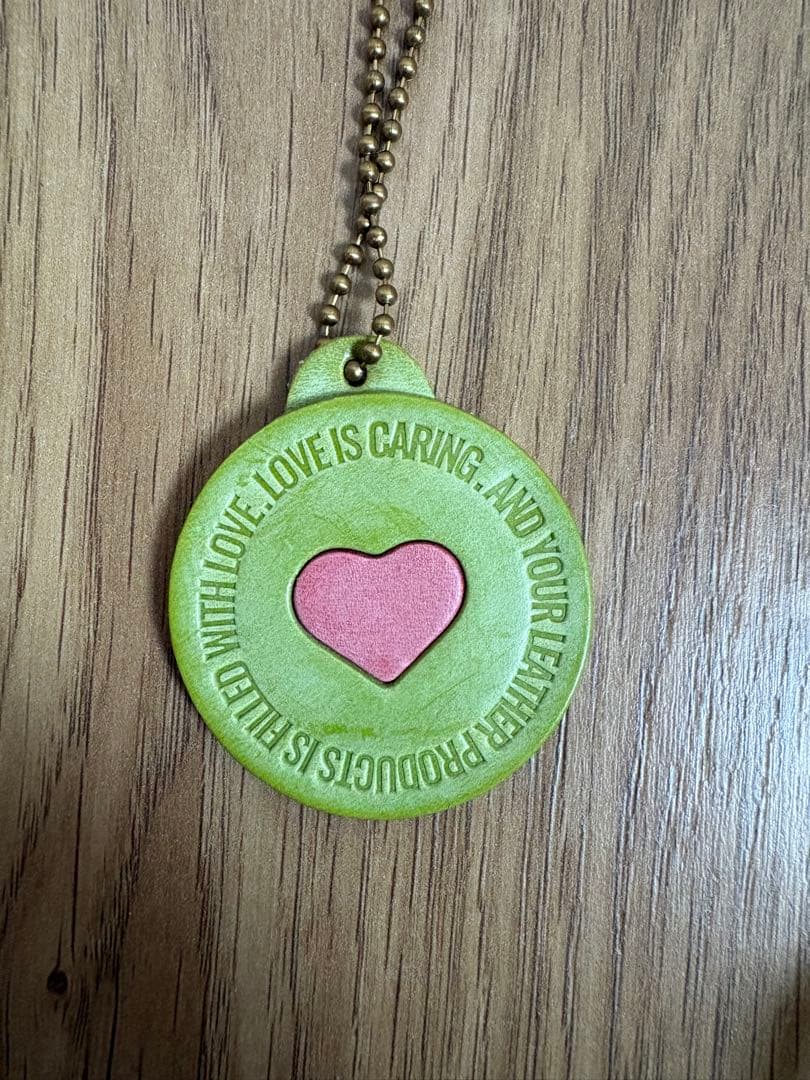 LOVE IS CARING. AND YOUR LEATHER PRODUCTS IS FILLED WITH LOVE.